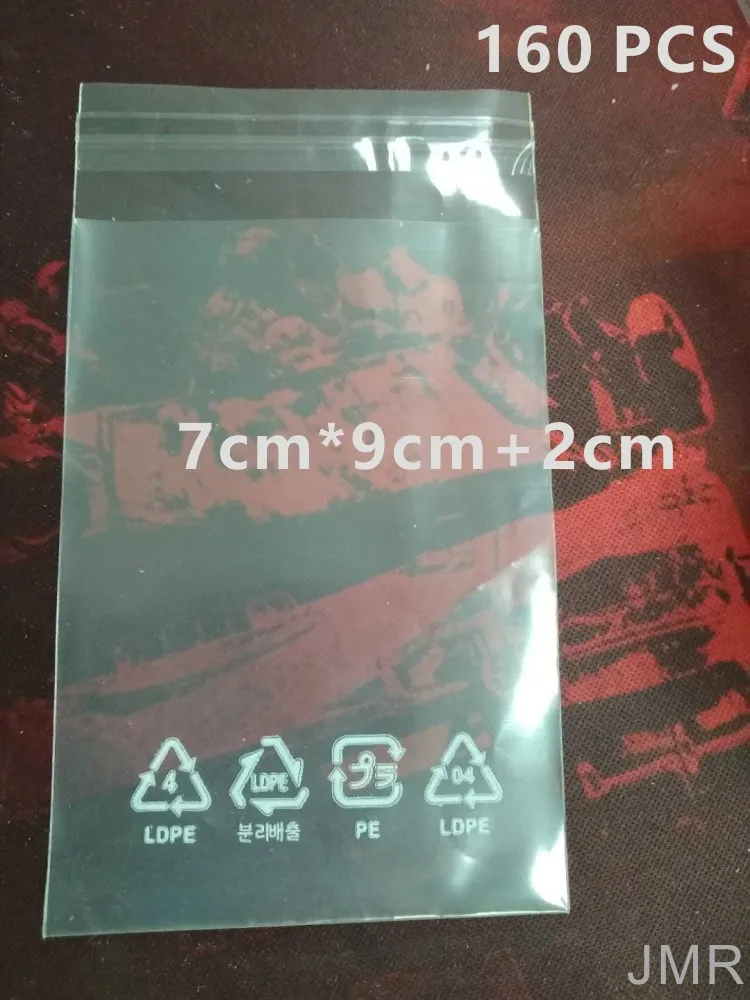 160 PCS
7cm*9cm+2cm
4 LDPE プラ 04
LDPE 분리배출 PE LDPE
JMR